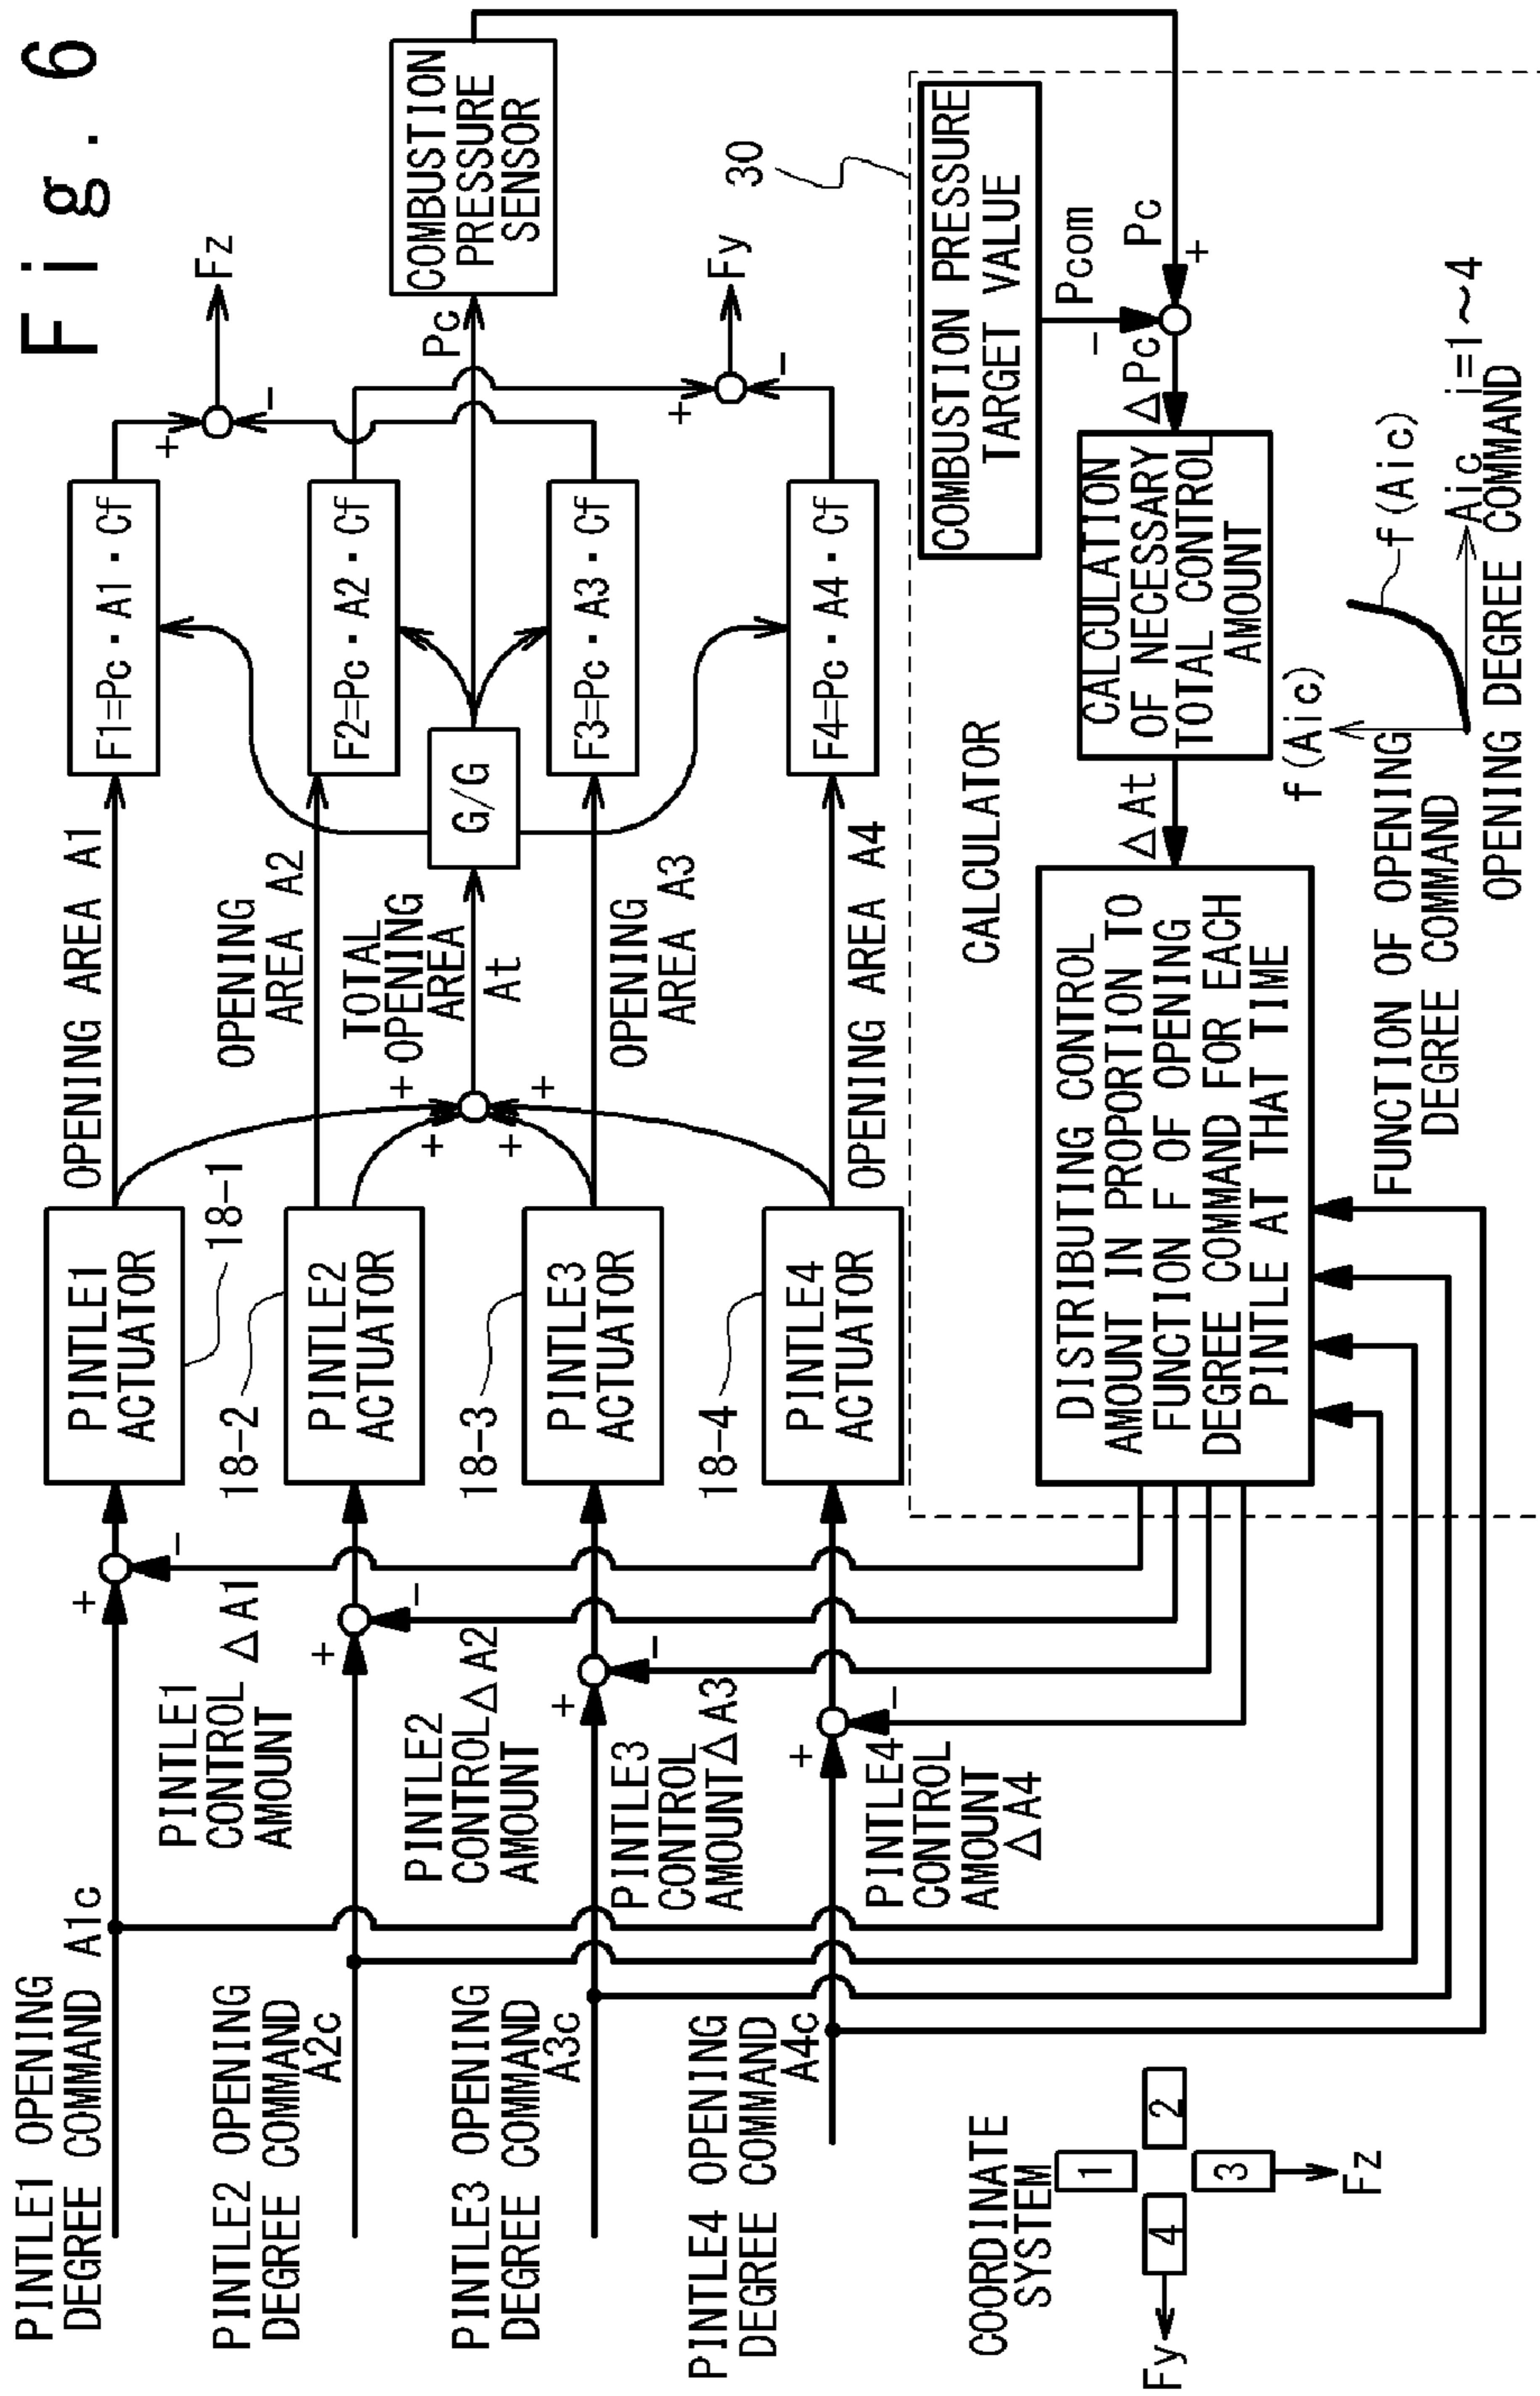 Fig. 6
PINTLE1 OPENING
DEGREE COMMAND A1c
PINTLE2 OPENING
DEGREE COMMAND
A2c
PINTLE3 OPENING
DEGREE COMMAND
A3c
PINTLE4 OPENING
DEGREE COMMAND
A4c
+
-
PINTLE1
CONTROL
AMOUNT
△A1
+
-
PINTLE2
CONTROL
AMOUNT
△A2
+
-
PINTLE3
CONTROL
AMOUNT△A3
+
-
PINTLE4
CONTROL
AMOUNT
△A4
PINTLE1
ACTUATOR
18-1
PINTLE2
ACTUATOR
18-2
PINTLE3
ACTUATOR
18-3
PINTLE4
ACTUATOR
18-4
OPENING AREA A1
OPENING
AREA A2
TOTAL
OPENING
AREA
At
OPENING
AREA A3
OPENING AREA A4
+
+
+
+
G/G
F1=Pc・A1・Cf
F2=Pc・A2・Cf
F3=Pc・A3・Cf
F4=Pc・A4・Cf
+
-
Fz
+
-
Fy
Pc
COMBUSTION
PRESSURE
SENSOR
30
COMBUSTION PRESSURE
TARGET VALUE
Pcom
-
Pc
+
△Pc
CALCULATION
OF NECESSARY
TOTAL CONTROL
AMOUNT
△At
CALCULATOR
DISTRIBUTING CONTROL
AMOUNT IN PROPORTION TO
FUNCTION F OF OPENING
DEGREE COMMAND FOR EACH
PINTLE AT THAT TIME
f(Aic)
f(Aic)
Aic i=1~4
OPENING DEGREE COMMAND
FUNCTION OF OPENING
DEGREE COMMAND
COORDINATE
SYSTEM
1
2
3
4
Fy
Fz